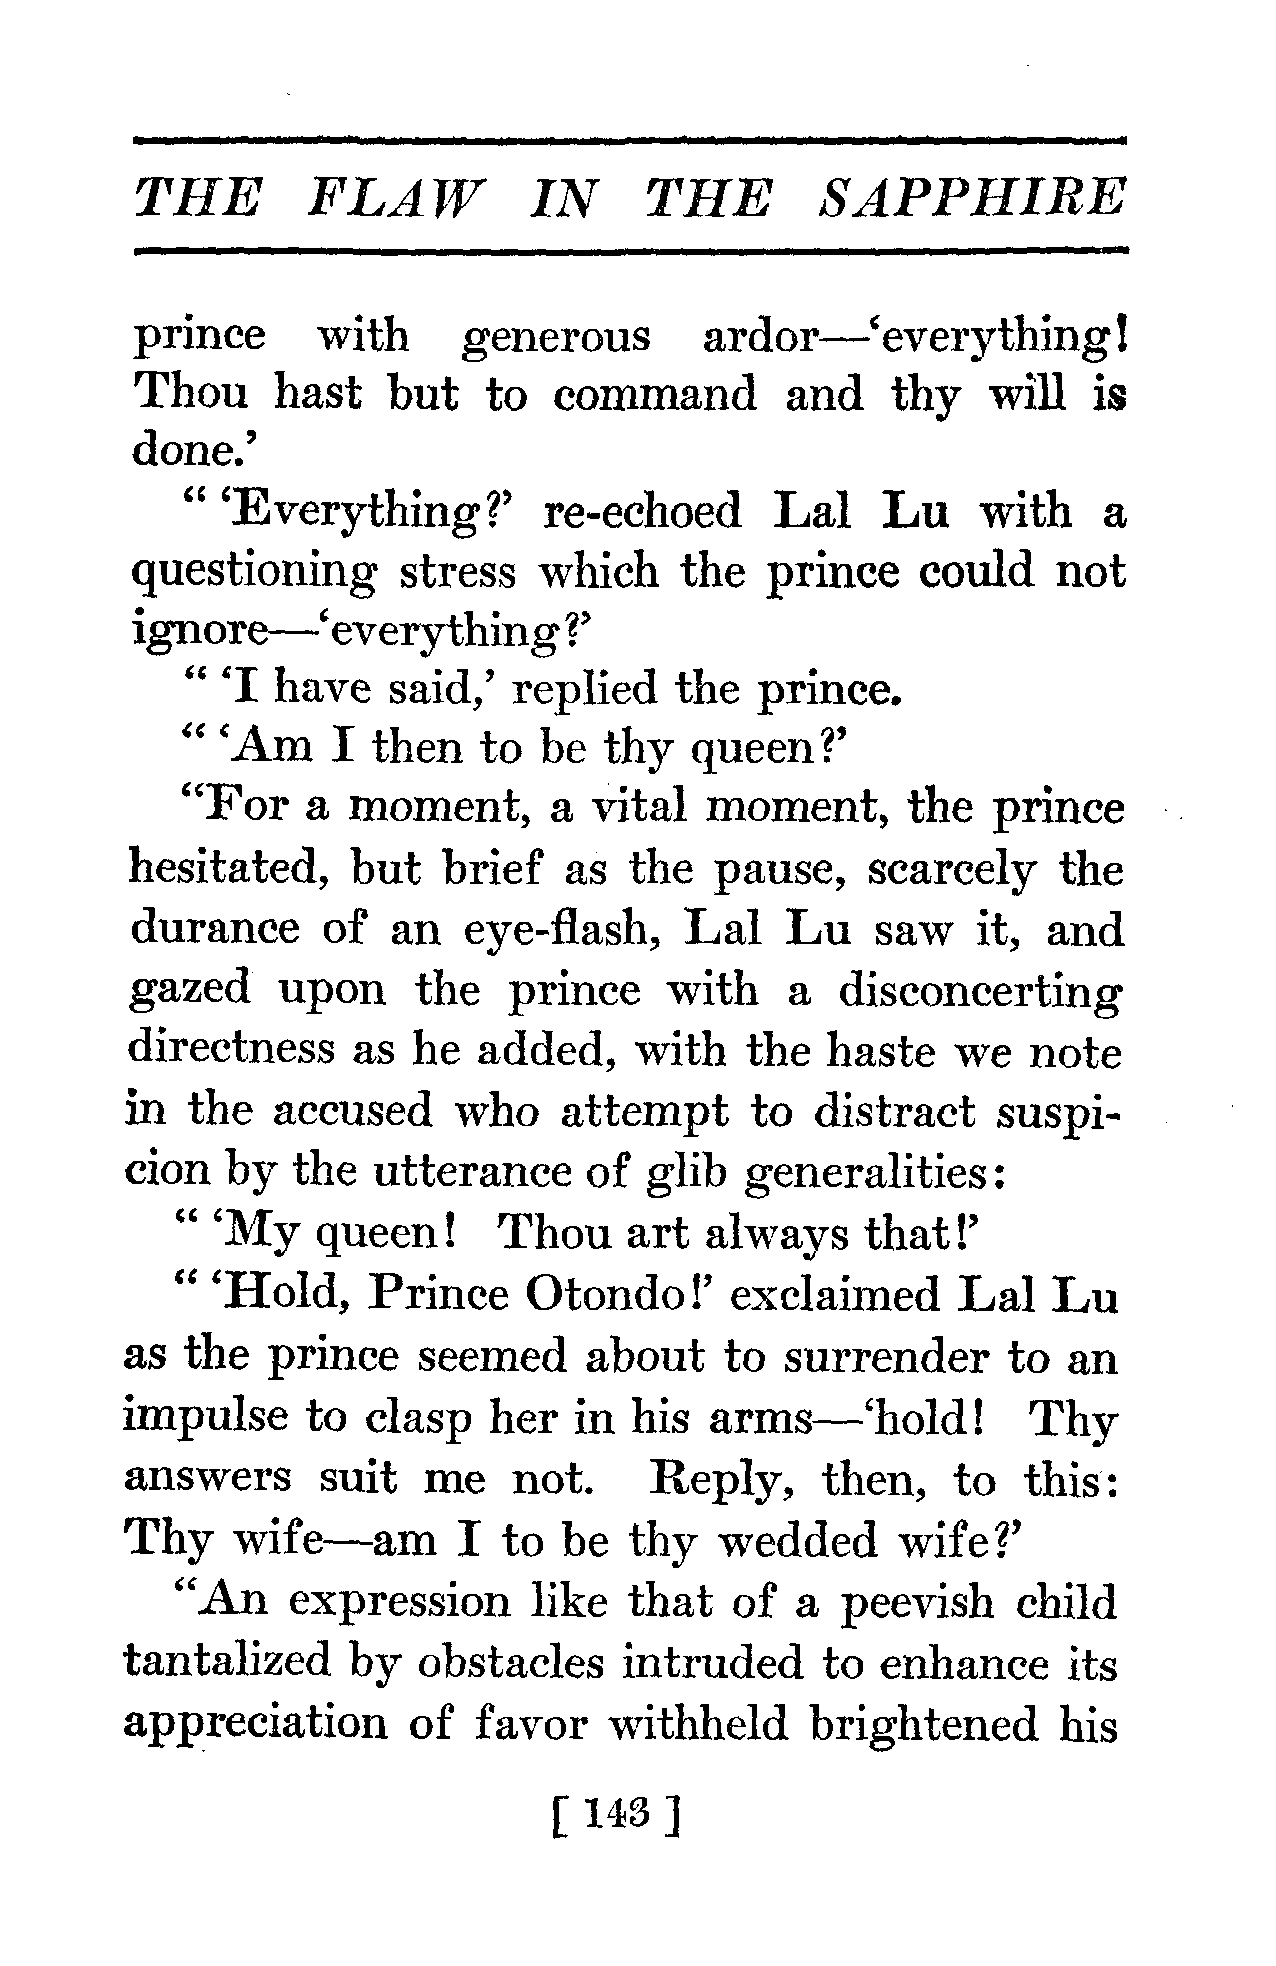 THE FLAW IN THE SAPPHIRE
prince with generous ardor—‘everything!
Thou hast but to command and thy will is
done.’
“ ‘Everything?’ re-echoed Lal Lu with a
questioning stress which the prince could not
ignore—‘everything?’
“ ‘I have said,’ replied the prince.
“ ‘Am I then to be thy queen?’
“For a moment, a vital moment, the prince
hesitated, but brief as the pause, scarcely the
durance of an eye-flash, Lal Lu saw it, and
gazed upon the prince with a disconcerting
directness as he added, with the haste we note
in the accused who attempt to distract suspi-
cion by the utterance of glib generalities:
“ ‘My queen! Thou art always that!’
“ ‘Hold, Prince Otondo!’ exclaimed Lal Lu
as the prince seemed about to surrender to an
impulse to clasp her in his arms—‘hold! Thy
answers suit me not. Reply, then, to this:
Thy wife—am I to be thy wedded wife?’
“An expression like that of a peevish child
tantalized by obstacles intruded to enhance its
appreciation of favor withheld brightened his
[ 143 ]